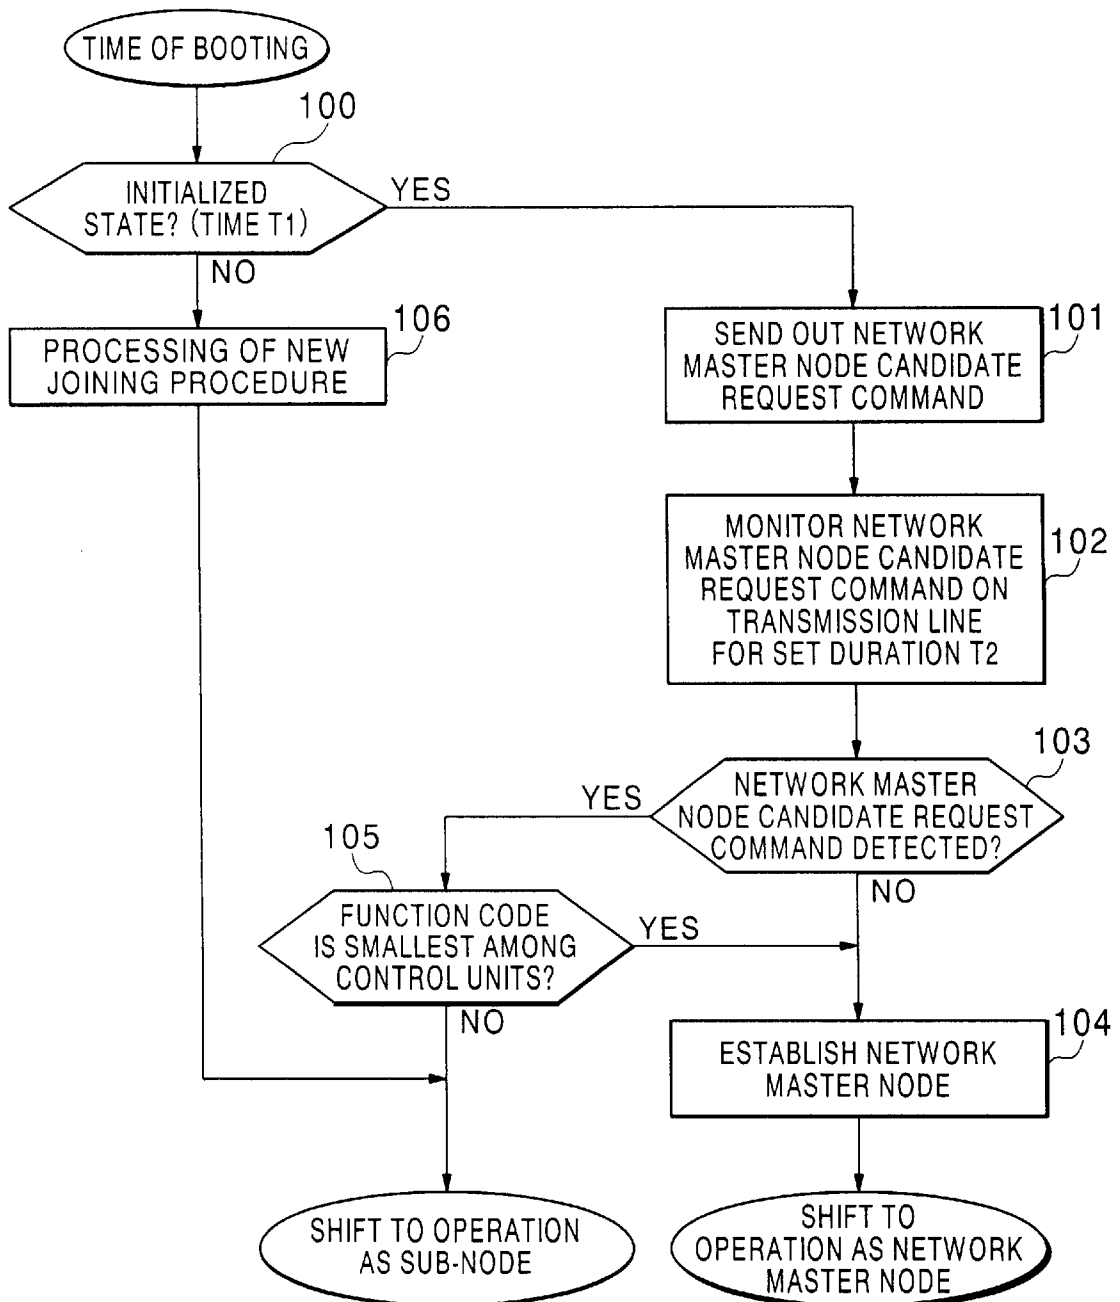 TIME OF BOOTING
100
INITIALIZED
STATE? (TIME T1)
YES
NO
106
PROCESSING OF NEW
JOINING PROCEDURE
101
SEND OUT NETWORK
MASTER NODE CANDIDATE
REQUEST COMMAND
102
MONITOR NETWORK
MASTER NODE CANDIDATE
REQUEST COMMAND ON
TRANSMISSION LINE
FOR SET DURATION T2
103
NETWORK MASTER
NODE CANDIDATE REQUEST
COMMAND DETECTED?
YES
NO
105
FUNCTION CODE
IS SMALLEST AMONG
CONTROL UNITS?
YES
NO
104
ESTABLISH NETWORK
MASTER NODE
SHIFT TO OPERATION
AS SUB-NODE
SHIFT TO
OPERATION AS NETWORK
MASTER NODE